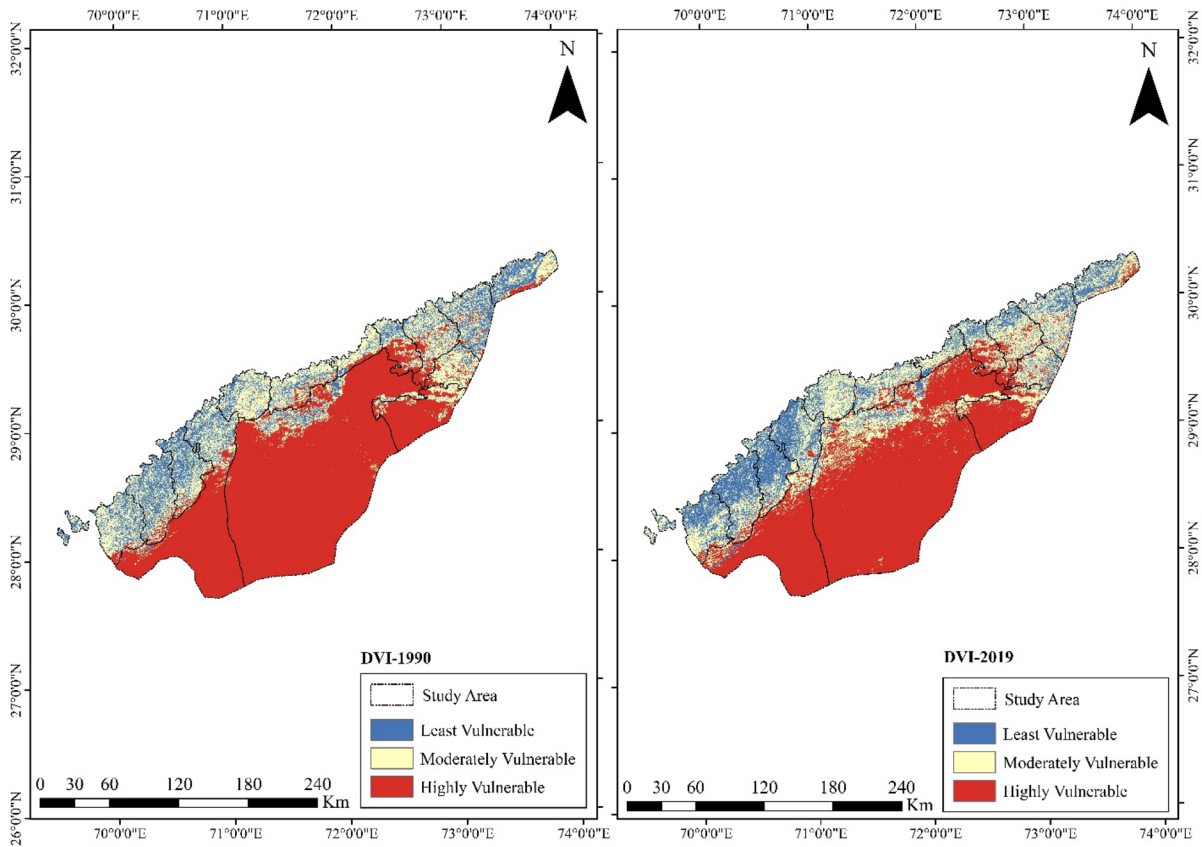 70°0'0"E 71°0'0"E 72°0'0"E 73°0'0"E 74°0'0"E
32°0'0"N
31°0'0"N
30°0'0"N
29°0'0"N
28°0'0"N
27°0'0"N
26°0'0"N
N
DVI-1990
Study Area
Least Vulnerable
Moderately Vulnerable
Highly Vulnerable
0 30 60 120 180 240
Km
70°0'0"E 71°0'0"E 72°0'0"E 73°0'0"E 74°0'0"E
70°0'0"E 71°0'0"E 72°0'0"E 73°0'0"E 74°0'0"E
N
32°0'0"N
31°0'0"N
30°0'0"N
29°0'0"N
28°0'0"N
27°0'0"N
26°0'0"N
DVI-2019
Study Area
Least Vulnerable
Moderately Vulnerable
Highly Vulnerable
0 30 60 120 180 240
Km
70°0'0"E 71°0'0"E 72°0'0"E 73°0'0"E 74°0'0"E